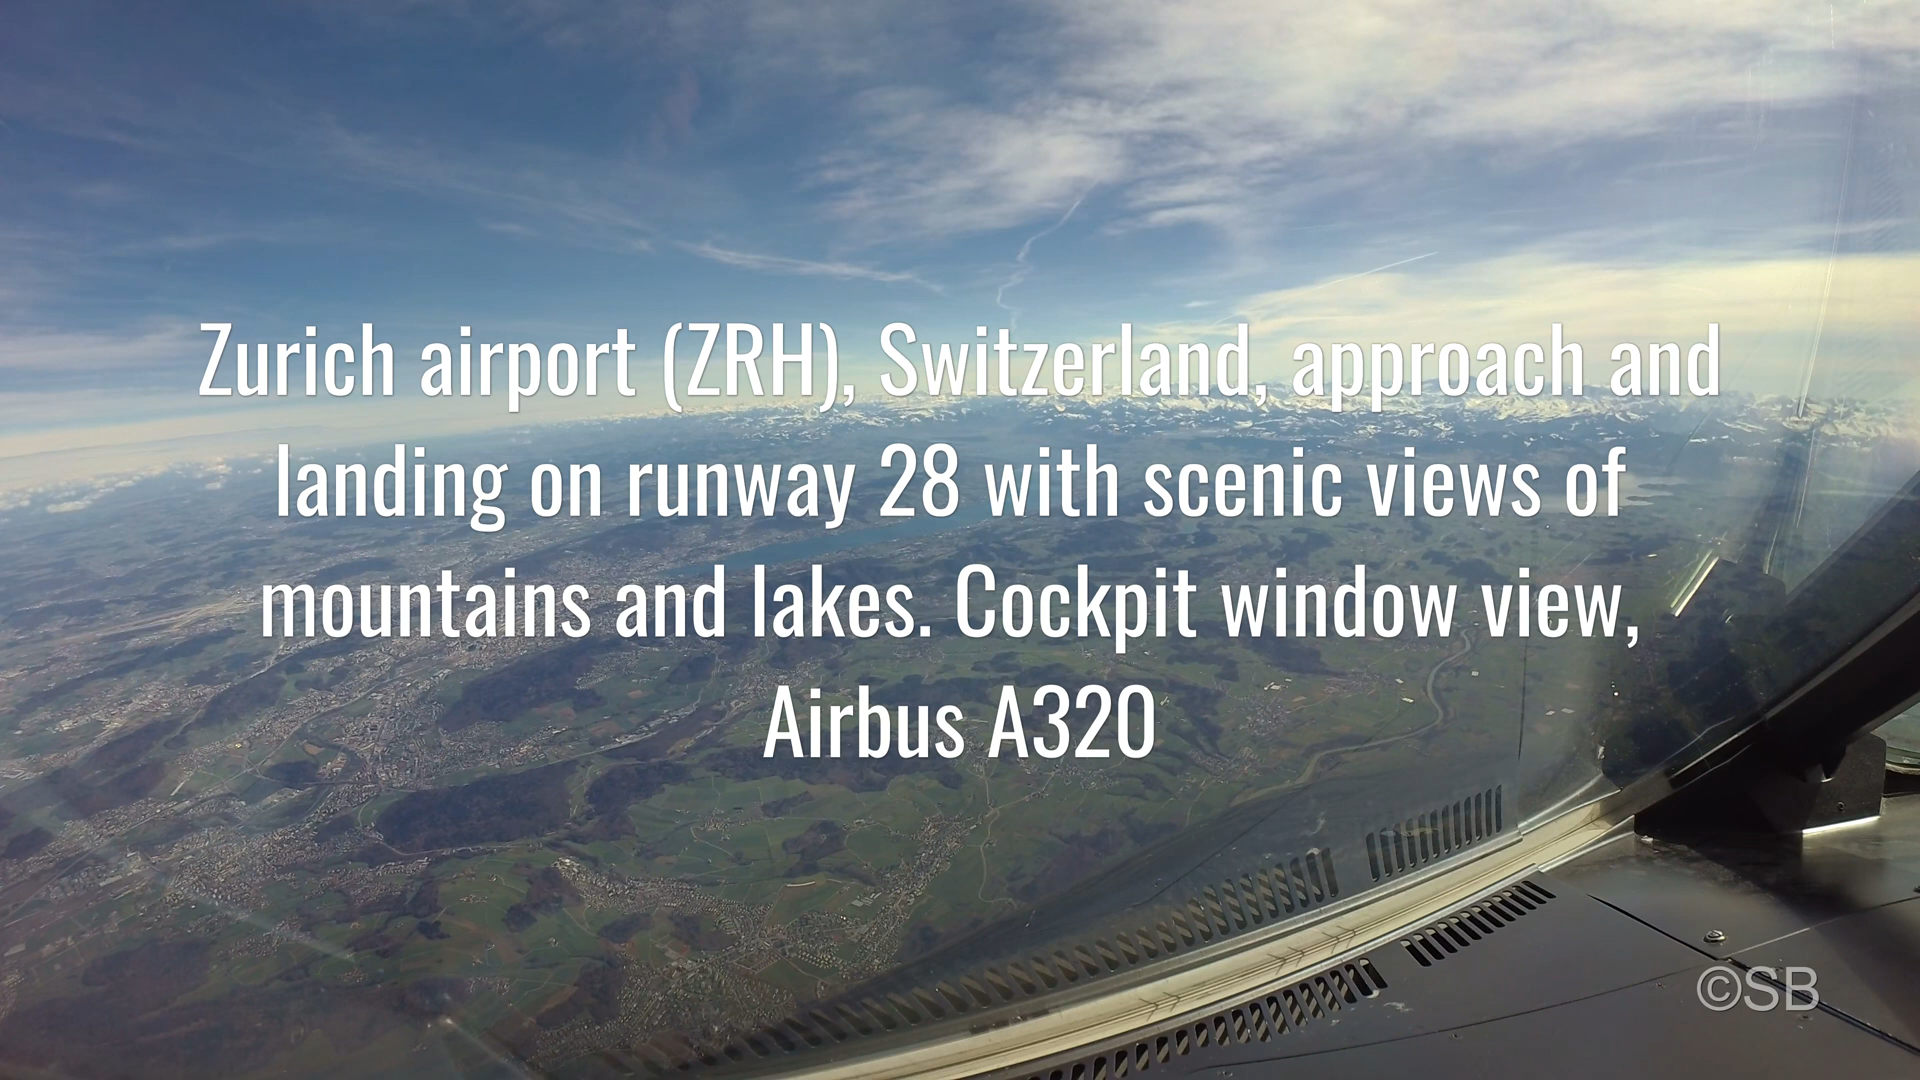 Zurich airport (ZRH), Switzerland, approach and
landing on runway 28 with scenic views of
mountains and lakes. Cockpit window view,
Airbus A320
©SB